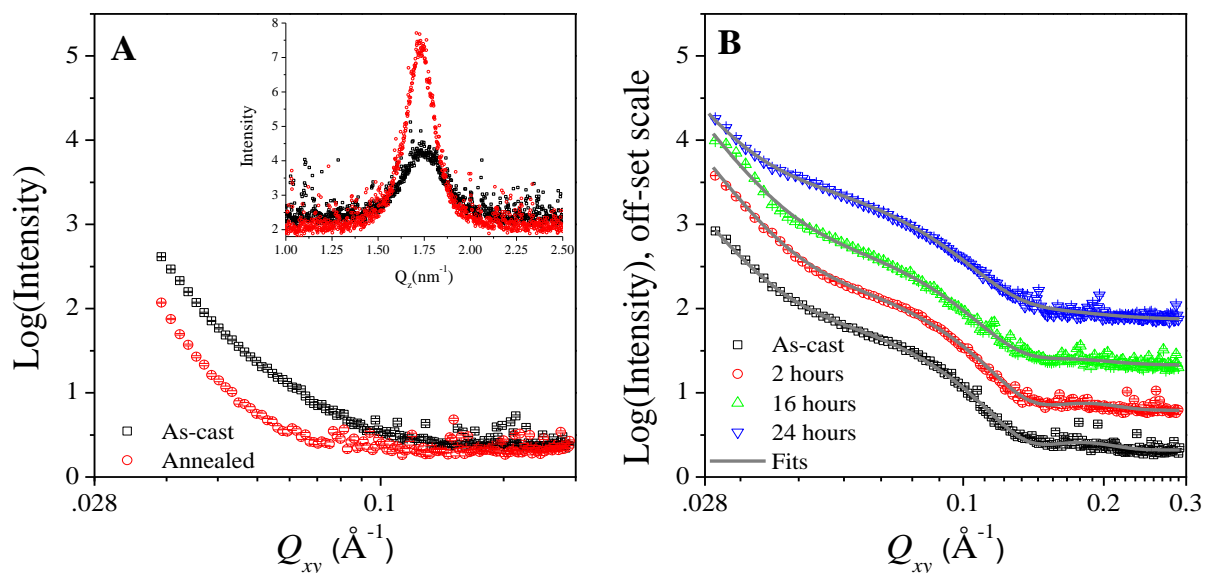 A
Log(Intensity)
5
4
3
2
1
0
.028
0.1
Q_xy (Å^-1)
As-cast
Annealed
Intensity
8
7
6
5
4
3
2
1.00
1.25
1.50
1.75
2.00
2.25
2.50
Q_z(nm^-1)
B
Log(Intensity), off-set scale
5
4
3
2
1
0
.028
0.1
0.2
0.3
Q_xy (Å^-1)
As-cast
2 hours
16 hours
24 hours
Fits